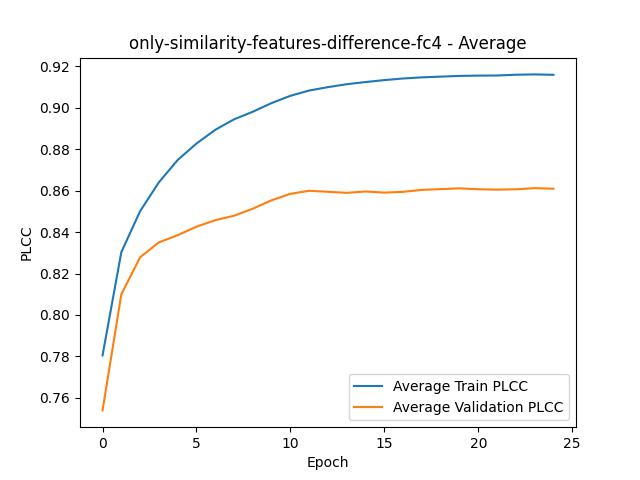 only-similarity-features-difference-fc4 - Average
0.92
0.90
0.88
0.86
0.84
0.82
0.80
0.78
0.76
PLCC
Average Train PLCC
Average Validation PLCC
0 5 10 15 20 25
Epoch